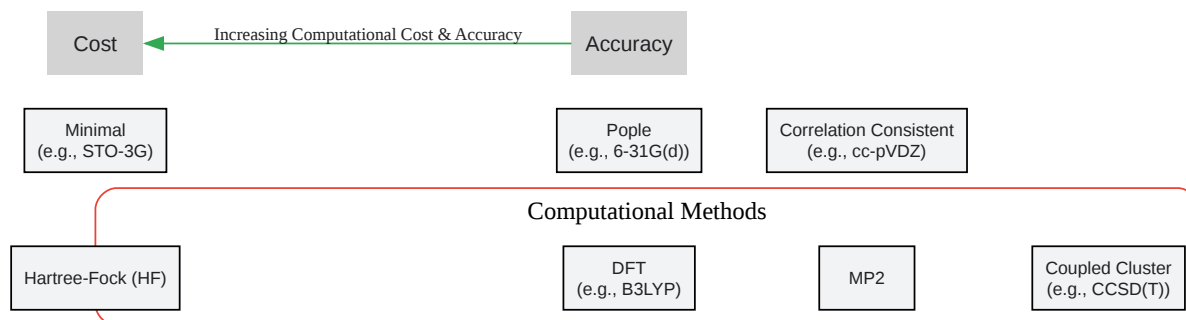 Cost
Increasing Computational Cost & Accuracy
Accuracy
Minimal
(e.g., STO-3G)
Pople
(e.g., 6-31G(d))
Correlation Consistent
(e.g., cc-pVDZ)
Computational Methods
Hartree-Fock (HF)
DFT
(e.g., B3LYP)
MP2
Coupled Cluster
(e.g., CCSD(T))